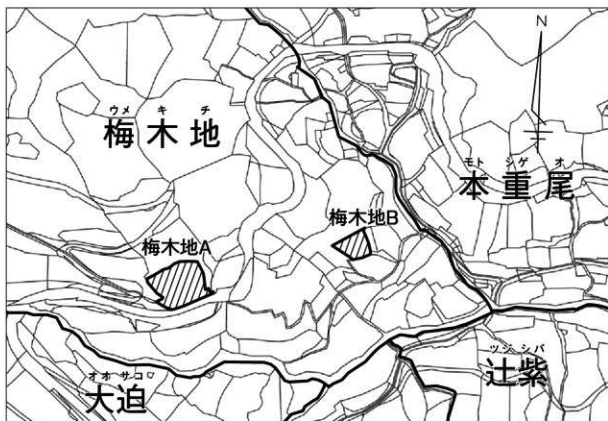 N
ウメ キ チ
梅木地
モト シゲ オ
本重尾
梅木地B
梅木地A
ツジ シバ
辻紫
オオ サコ
大迫